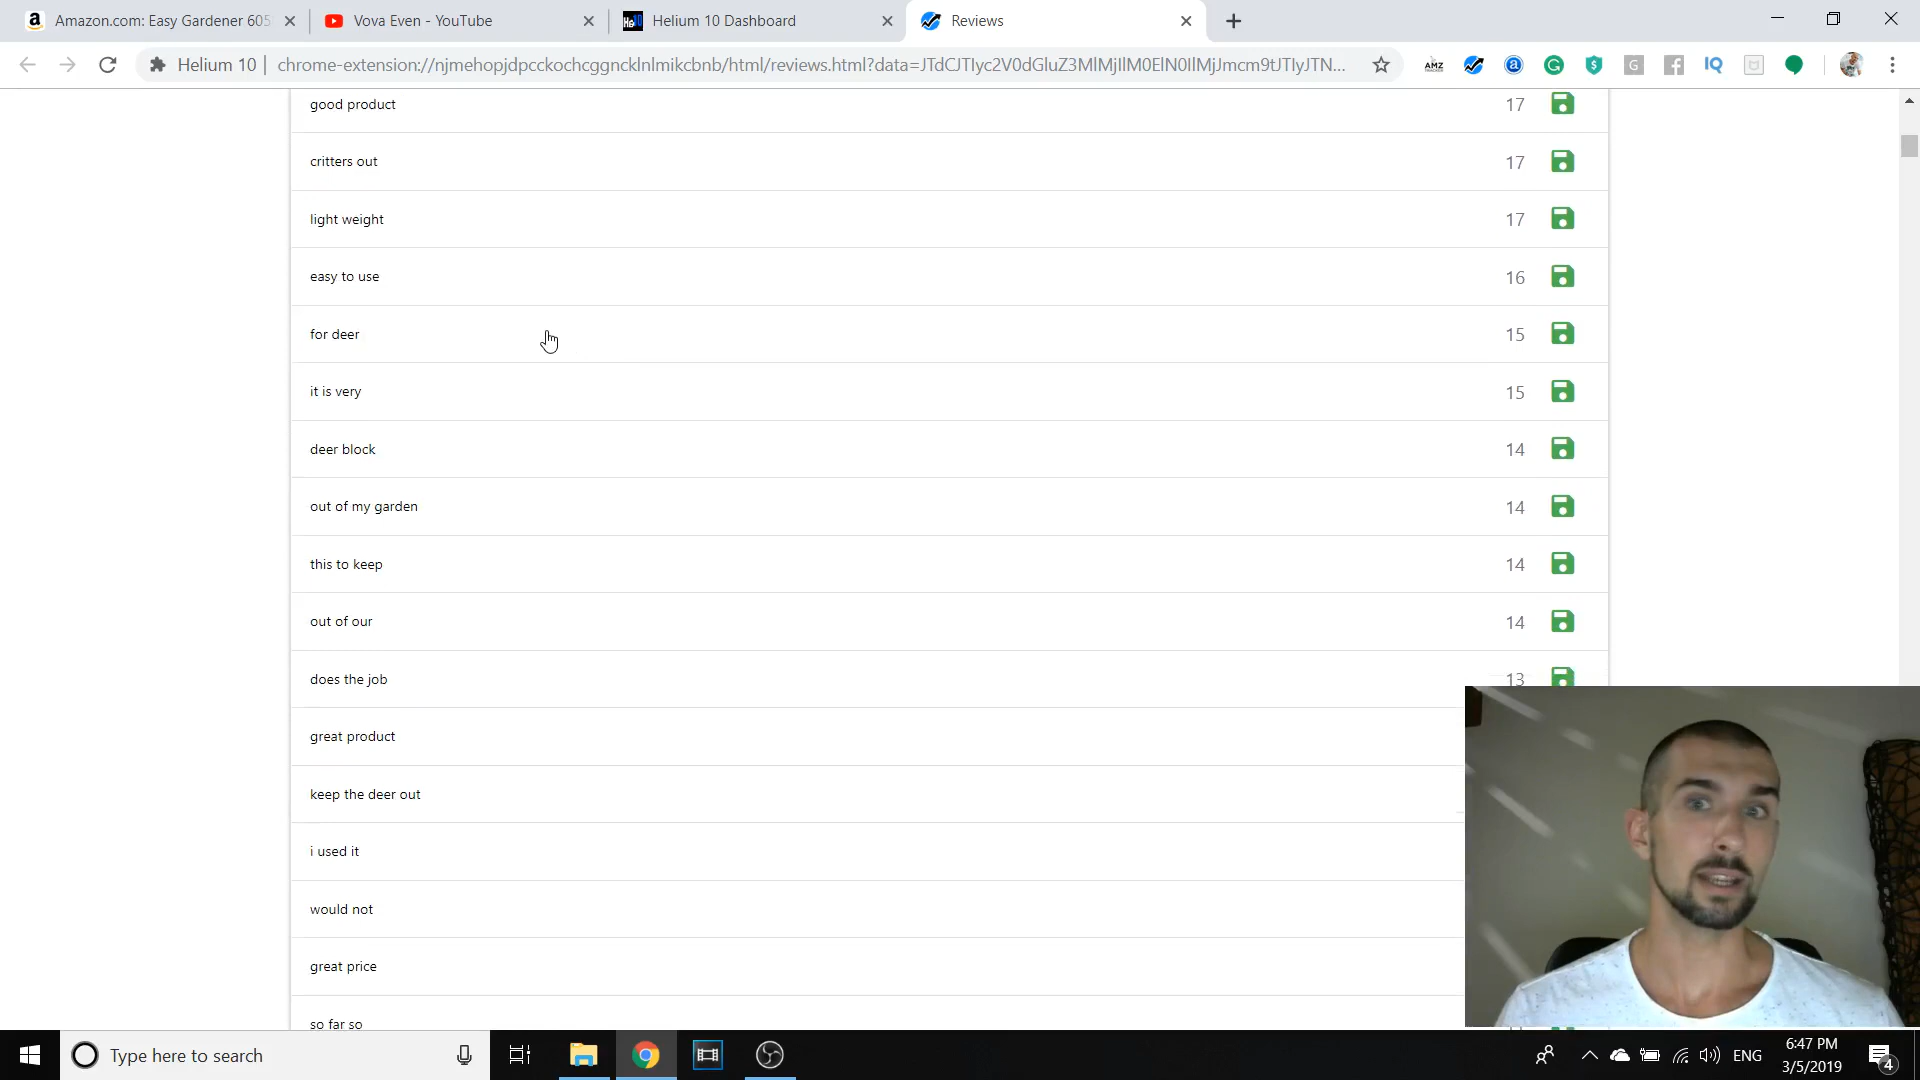 Amazon.com: Easy Gardener 605
Vova Even - YouTube
Helium 10 Dashboard
Reviews
Helium 10
chrome-extension://njmehopjdpcckochcggncklnlmikcbnb/html/reviews.html?data=JTdCJTIyc2V0dGluZ3MlMjIlM0ElN0IlMjJmcm9tJTIyJTN...
good product 17
critters out 17
light weight 17
easy to use 16
for deer 15
it is very 15
deer block 14
out of my garden 14
this to keep 14
out of our 14
does the job 13
great product
keep the deer out
i used it
would not
great price
so far so
Type here to search
ENG
6:47 PM
3/5/2019
4